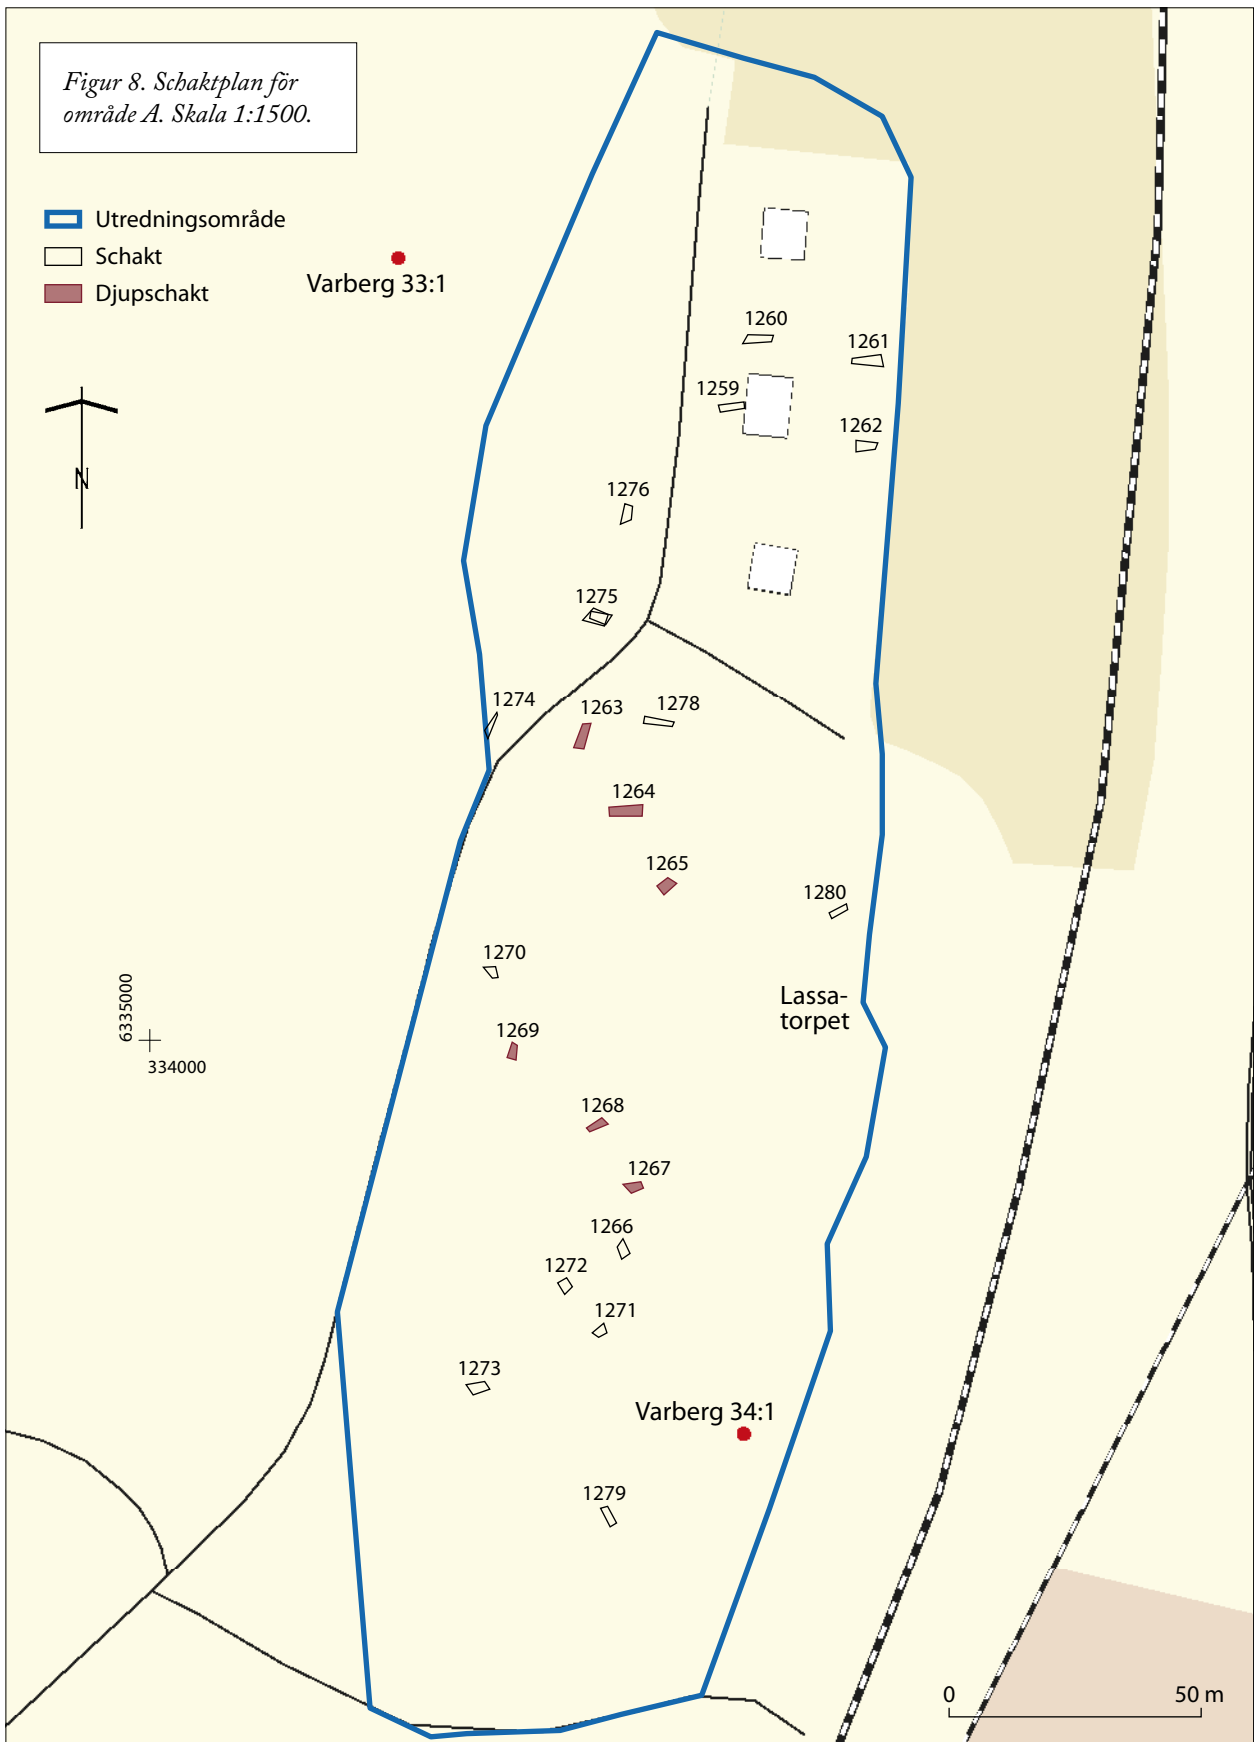 Figur 8. Schaktplan för
område A. Skala 1:1500.
Utredningsområde
Schakt
Djupschakt
Varberg 33:1
N
1260
1261
1259
1262
1276
1275
1274
1263
1278
1264
1265
1280
1270
Lassa-
torpet
6335000
334000
1269
1268
1267
1266
1272
1271
1273
Varberg 34:1
1279
0
50 m